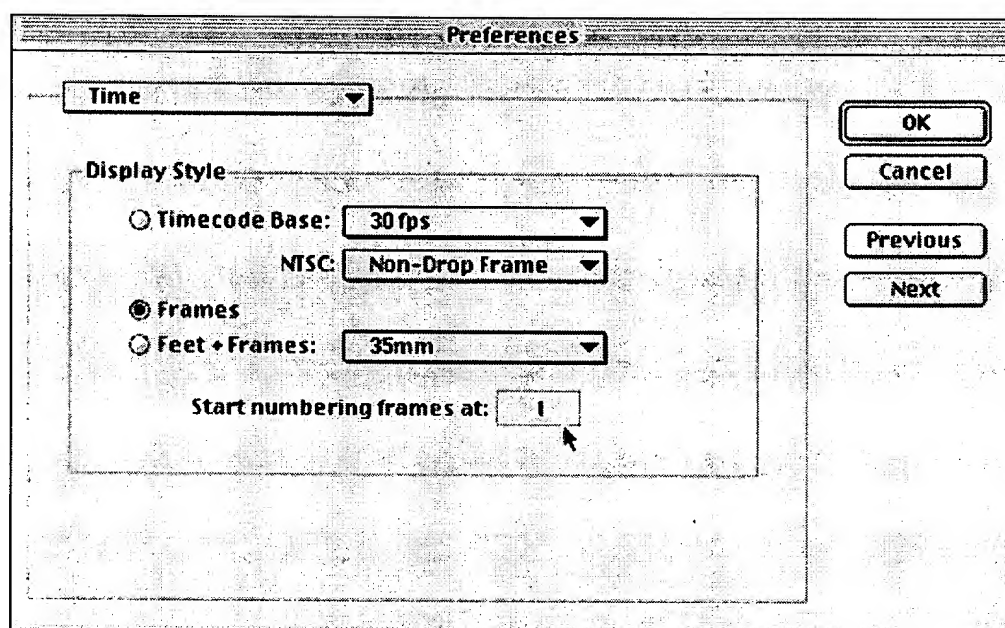 Preferences
Time
OK
Cancel
Previous
Next
Display Style
Timecode Base: 30 fps
NTSC: Non-Drop Frame
Frames
Feet + Frames: 35mm
Start numbering frames at: 1